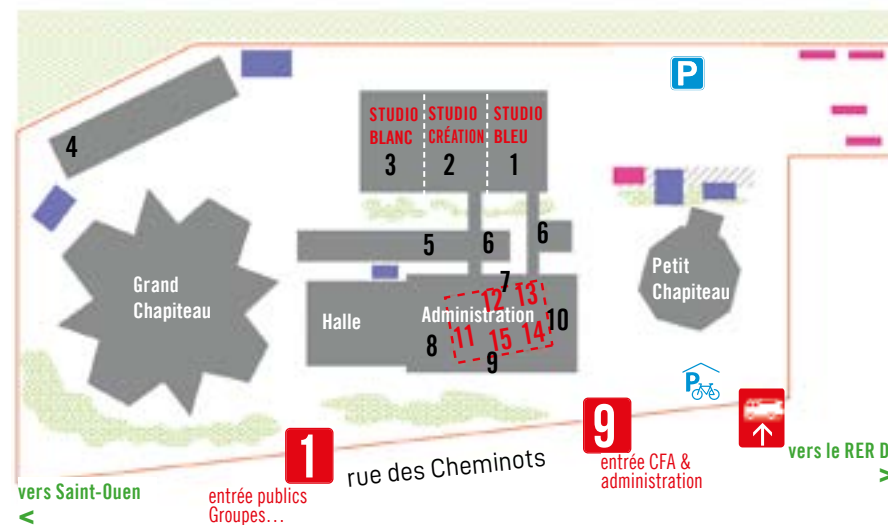 P
STUDIO BLANC
3
STUDIO CRÉATION
2
STUDIO BLEU
1
4
5
6
6
Grand
Chapiteau
Petit
Chapiteau
Halle
Administration
7
8
9
10
11
12
13
14
15
P
1
9
rue des Cheminots
entrée publics
Groupes...
entrée CFA &
administration
vers Saint-Ouen
<
vers le RER D
>